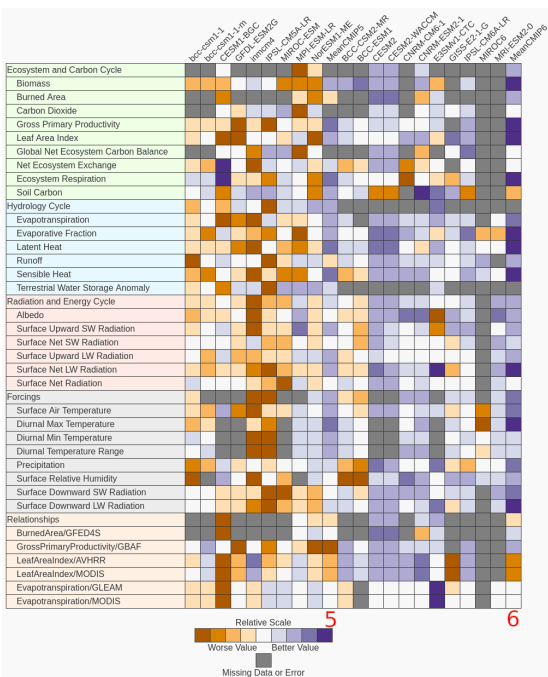 bcc-csm1-1
bcc-csm1-1-m
CESM1-BGC
GFDL-ESM2G
inmcm4
IPSL-CM5A-LR
MIROC-ESM
MPI-ESM-LR
NorESM1-ME
MeanCMIP5
BCC-CSM2-MR
BCC-ESM1
CESM2
CESM2-WACCM
CNRM-CM6-1
CNRM-ESM2-1
E3SMv1-CTC
GISS-E2-1-G
IPSL-CM6A-LR
MIROC6
MRI-ESM2-0
MeanCMIP6
Ecosystem and Carbon Cycle
Biomass
Burned Area
Carbon Dioxide
Gross Primary Productivity
Leaf Area Index
Global Net Ecosystem Carbon Balance
Net Ecosystem Exchange
Ecosystem Respiration
Soil Carbon
Hydrology Cycle
Evapotranspiration
Evaporative Fraction
Latent Heat
Runoff
Sensible Heat
Terrestrial Water Storage Anomaly
Radiation and Energy Cycle
Albedo
Surface Upward SW Radiation
Surface Net SW Radiation
Surface Upward LW Radiation
Surface Net LW Radiation
Surface Net Radiation
Forcings
Surface Air Temperature
Diurnal Max Temperature
Diurnal Min Temperature
Diurnal Temperature Range
Precipitation
Surface Relative Humidity
Surface Downward SW Radiation
Surface Downward LW Radiation
Relationships
BurnedArea/GFED4S
GrossPrimaryProductivity/GBAF
LeafAreaIndex/AVHRR
LeafAreaIndex/MODIS
Evapotranspiration/GLEAM
Evapotranspiration/MODIS
5 6
Relative Scale
Worse Value Better Value
Missing Data or Error